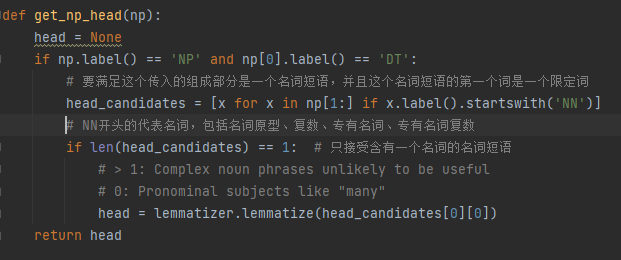 def get_np_head(np):
    head = None
    if np.label() == 'NP' and np[0].label() == 'DT':
        # 要满足这个传入的组成部分是一个名词短语，并且这个名词短语的第一个词是一个限定词
        head_candidates = [x for x in np[1:] if x.label().startswith('NN')]
        # NN开头的代表名词，包括名词原型、复数、专有名词、专有名词复数
        if len(head_candidates) == 1:  # 只接受含有一个名词的名词短语
            # > 1: Complex noun phrases unlikely to be useful
            # 0: Pronominal subjects like "many"
            head = lemmatizer.lemmatize(head_candidates[0][0])
    return head